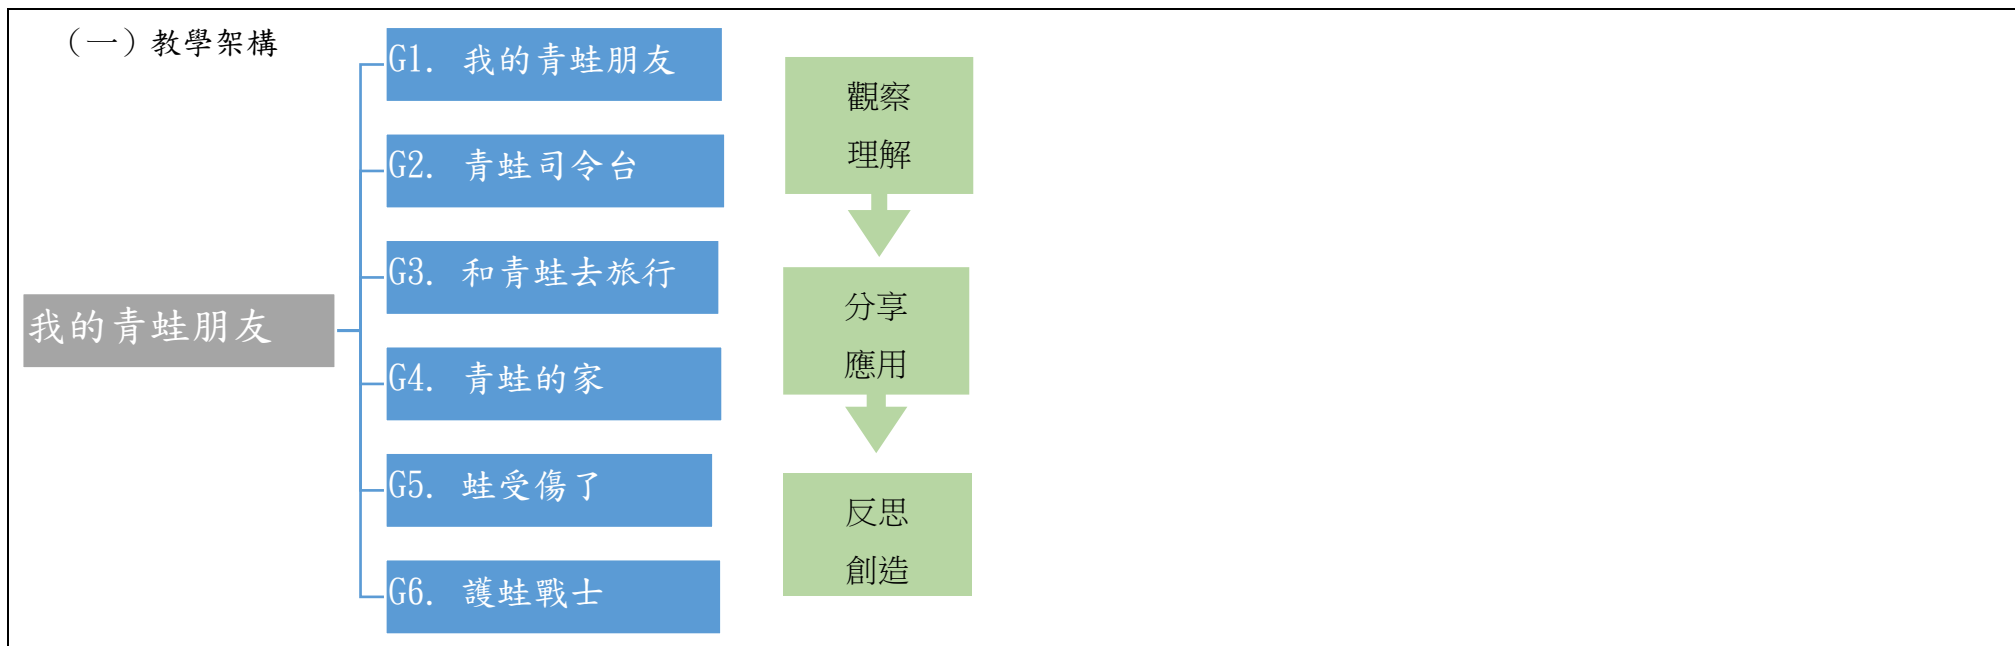 （一）教學架構
我的青蛙朋友
G1. 我的青蛙朋友
G2. 青蛙司令台
G3. 和青蛙去旅行
G4. 青蛙的家
G5. 蛙受傷了
G6. 護蛙戰士
觀察
理解
分享
應用
反思
創造